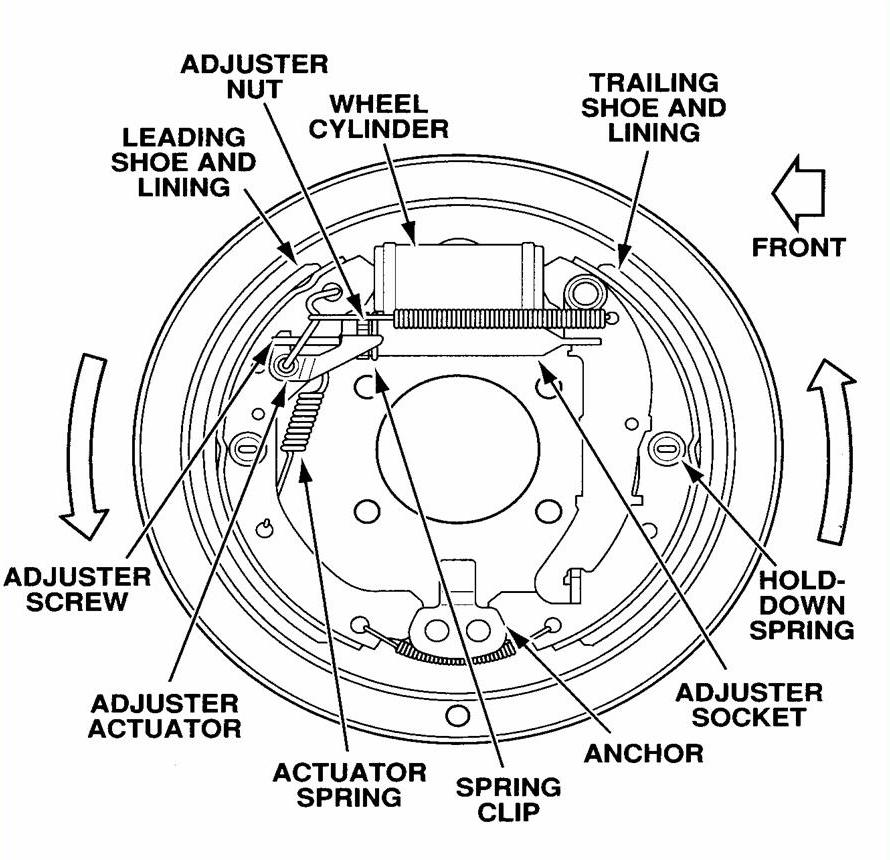 ADJUSTER
NUT
WHEEL
CYLINDER
TRAILING
SHOE AND
LINING
LEADING
SHOE AND
LINING
FRONT
ADJUSTER
SCREW
HOLD-
DOWN
SPRING
ADJUSTER
ACTUATOR
ADJUSTER
SOCKET
ANCHOR
ACTUATOR
SPRING
SPRING
CLIP